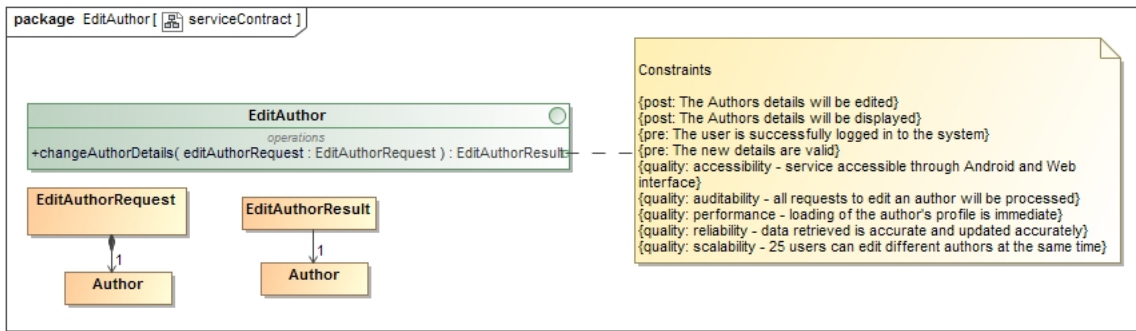 package EditAuthor [ serviceContract ]
EditAuthor
operations
+changeAuthorDetails( editAuthorRequest : EditAuthorRequest ) : EditAuthorResult
EditAuthorRequest
1
Author
EditAuthorResult
1
Author
Constraints
{post: The Authors details will be edited}
{post: The Authors details will be displayed}
{pre: The user is successfully logged in to the system}
{pre: The new details are valid}
{quality: accessibility - service accessible through Android and Web
interface}
{quality: auditability - all requests to edit an author will be processed}
{quality: performance - loading of the author's profile is immediate}
{quality: reliability - data retrieved is accurate and updated accurately}
{quality: scalability - 25 users can edit different authors at the same time}